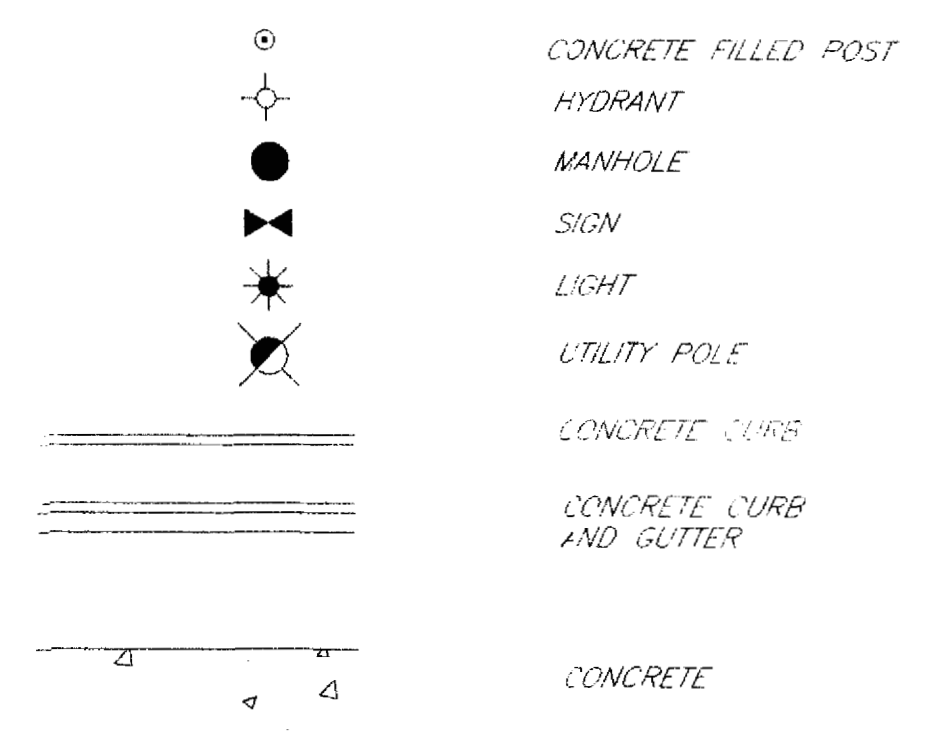 CONCRETE FILLED POST
HYDRANT
MANHOLE
SIGN
LIGHT
UTILITY POLE
CONCRETE CURB
CONCRETE CURB
AND GUTTER
CONCRETE